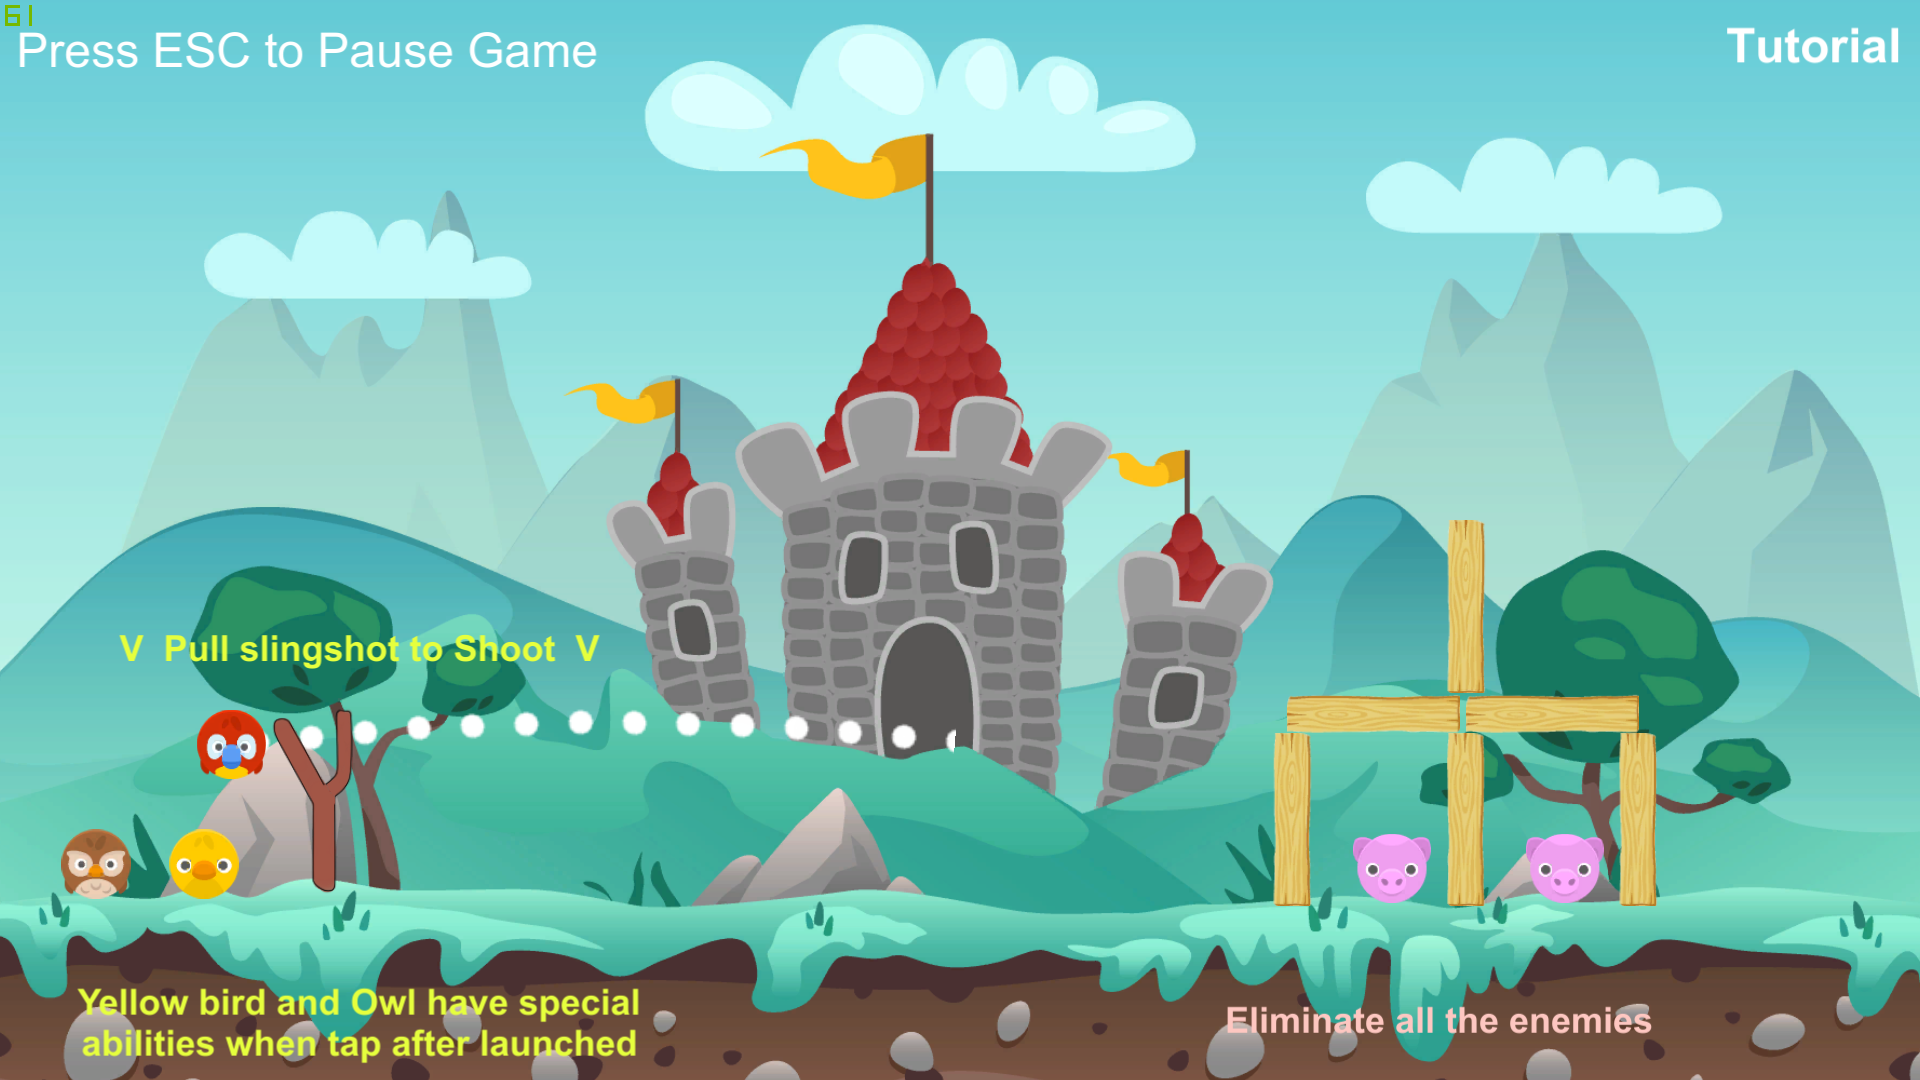 61
Press ESC to Pause Game
Tutorial
V Pull slingshot to Shoot V
Yellow bird and Owl have special
abilities when tap after launched
Eliminate all the enemies